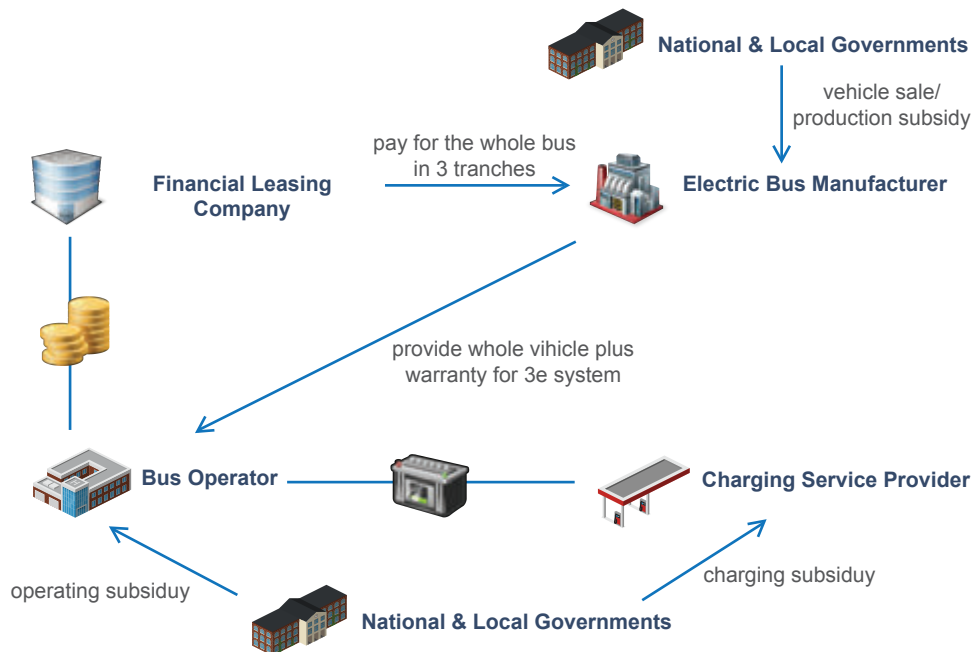 National & Local Governments
vehicle sale/
production subsidy
pay for the whole bus
in 3 tranches
Financial Leasing
Company
Electric Bus Manufacturer
provide whole vihicle plus
warranty for 3e system
Bus Operator
Charging Service Provider
operating subsiduy
charging subsiduy
National & Local Governments